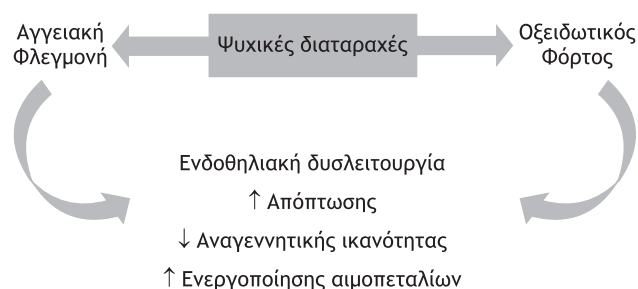 Αγγειακή
Φλεγμονή
Ψυχικές διαταραχές
Οξειδωτικός
Φόρτος
Ενδοθηλιακή δυσλειτουργία
↑ Απόπτωσης
↓ Αναγεννητικής ικανότητας
↑ Ενεργοποίησης αιμοπεταλίων